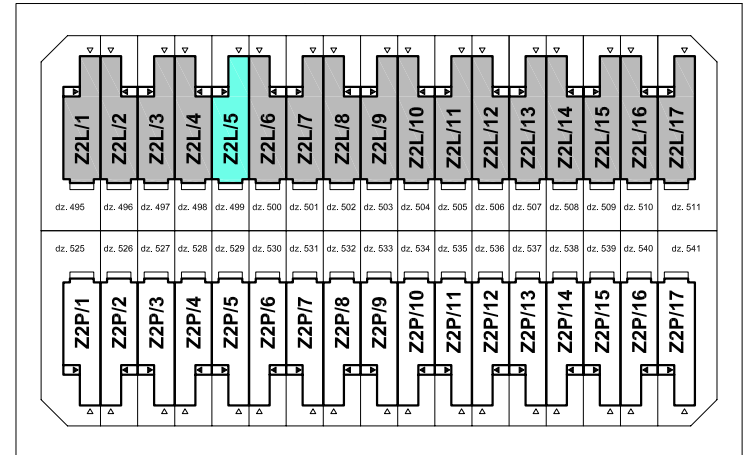 Z2L/1 Z2L/2 Z2L/3 Z2L/4 Z2L/5 Z2L/6 Z2L/7 Z2L/8 Z2L/9 Z2L/10 Z2L/11 Z2L/12 Z2L/13 Z2L/14 Z2L/15 Z2L/16 Z2L/17
dz. 495 dz. 496 dz. 497 dz. 498 dz. 499 dz. 500 dz. 501 dz. 502 dz. 503 dz. 504 dz. 505 dz. 506 dz. 507 dz. 508 dz. 509 dz. 510 dz. 511
dz. 525 dz. 526 dz. 527 dz. 528 dz. 529 dz. 530 dz. 531 dz. 532 dz. 533 dz. 534 dz. 535 dz. 536 dz. 537 dz. 538 dz. 539 dz. 540 dz. 541
Z2P/1 Z2P/2 Z2P/3 Z2P/4 Z2P/5 Z2P/6 Z2P/7 Z2P/8 Z2P/9 Z2P/10 Z2P/11 Z2P/12 Z2P/13 Z2P/14 Z2P/15 Z2P/16 Z2P/17